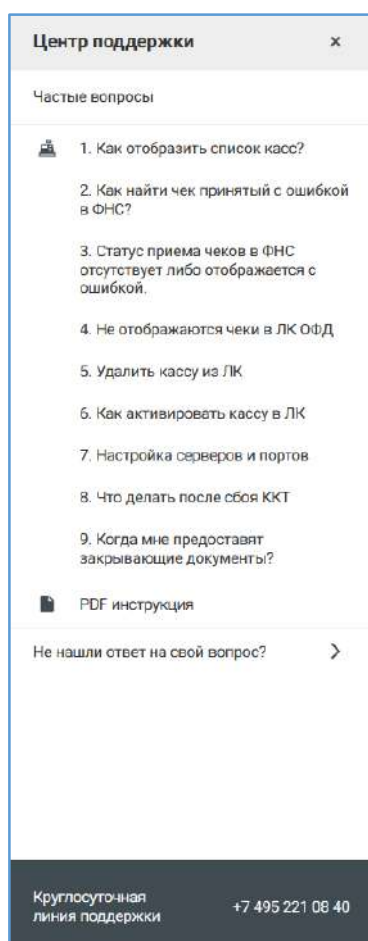 Центр поддержки x
Частые вопросы
1. Как отобразить список касс?
2. Как найти чек принятый с ошибкой
в ФНС?
3. Статус приема чеков в ФНС
отсутствует либо отображается с
ошибкой.
4. Не отображаются чеки в ЛК ОФД
5. Удалить кассу из ЛК
6. Как активировать кассу в ЛК
7. Настройка серверов и портов
8. Что делать после сбоя ККТ
9. Когда мне предоставят
закрывающие документы?
PDF инструкция
Не нашли ответ на свой вопрос?
Круглосуточная
линия поддержки
+7 495 221 08 40